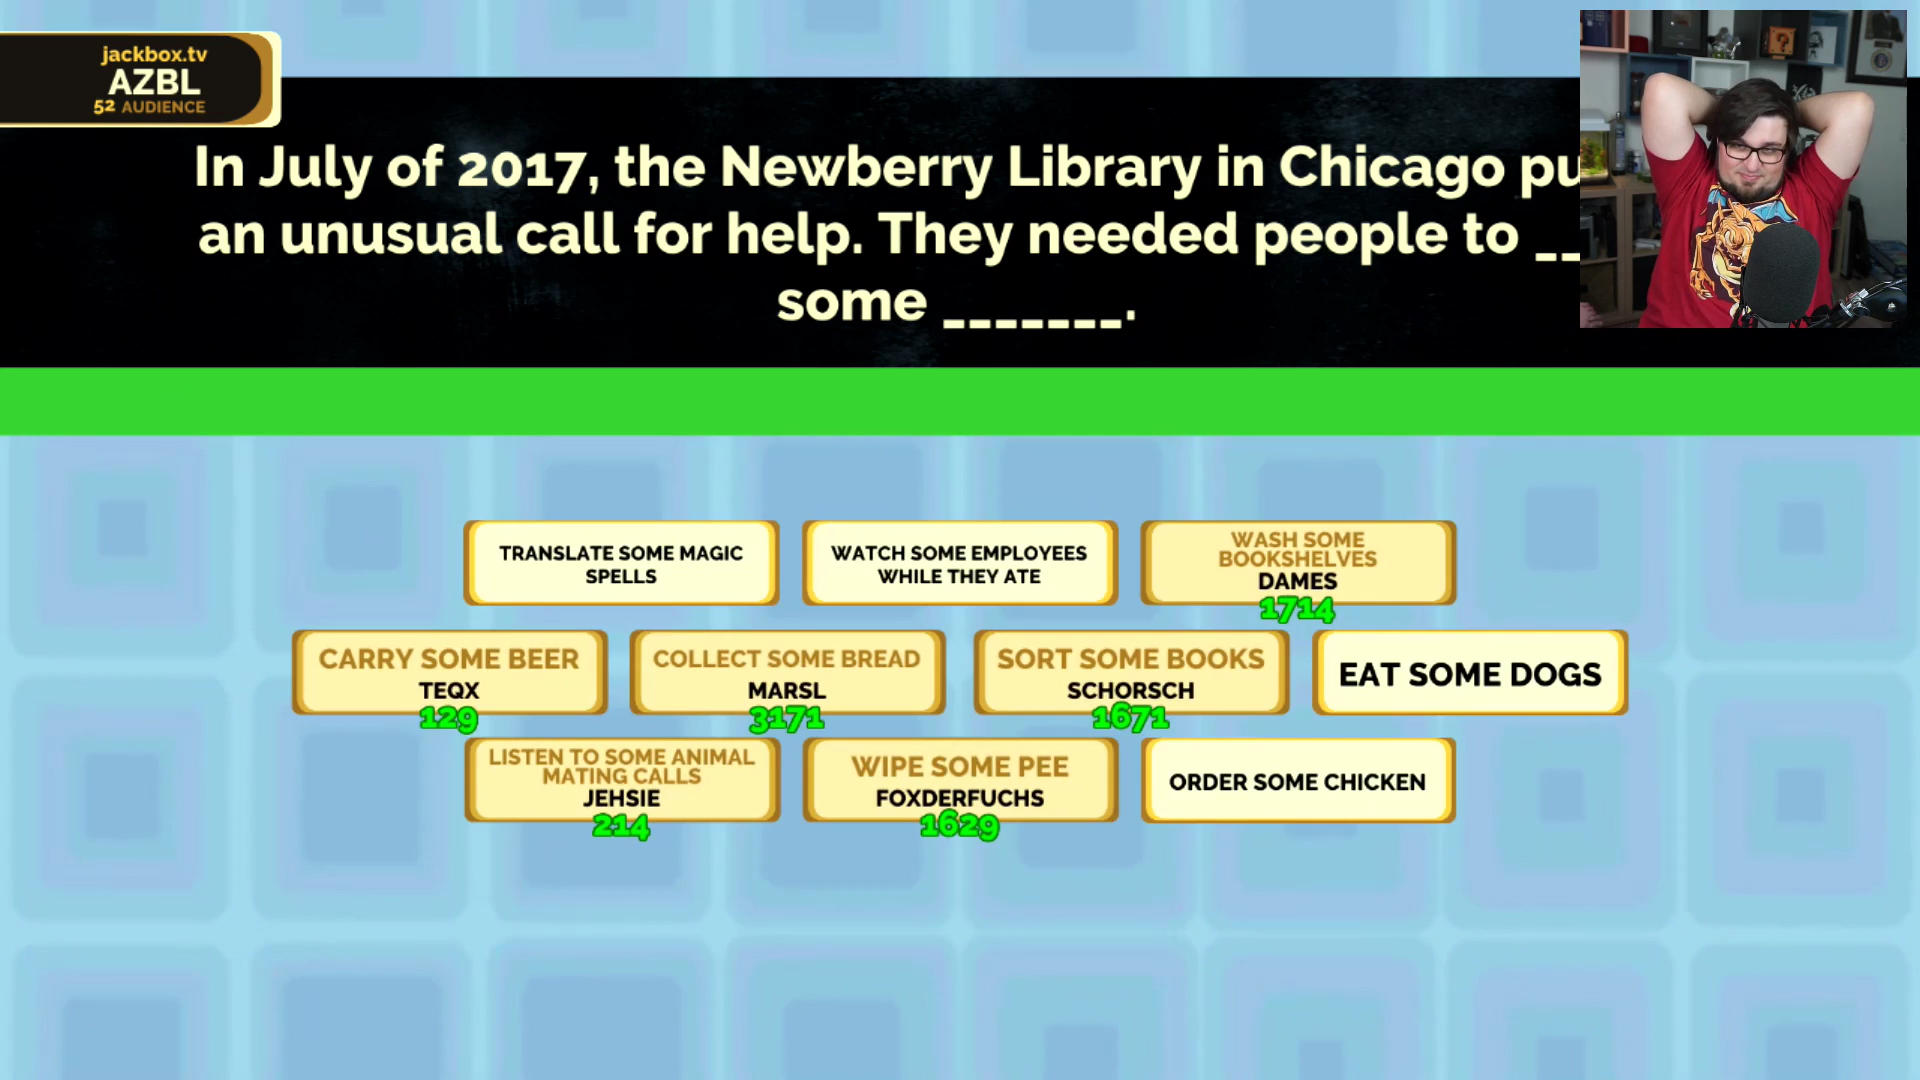 jackbox.tv
AZBL
52 AUDIENCE
In July of 2017, the Newberry Library in Chicago
an unusual call for help. They needed people to __
some _______.
TRANSLATE SOME MAGIC
SPELLS
WATCH SOME EMPLOYEES
WHILE THEY ATE
WASH SOME
BOOKSHELVES
DAMES
1714
CARRY SOME BEER
TEQX
129
COLLECT SOME BREAD
MARSL
3171
SORT SOME BOOKS
SCHORSCH
1671
EAT SOME DOGS
LISTEN TO SOME ANIMAL
MATING CALLS
JEHSIE
214
WIPE SOME PEE
FOXDERFUCHS
1629
ORDER SOME CHICKEN